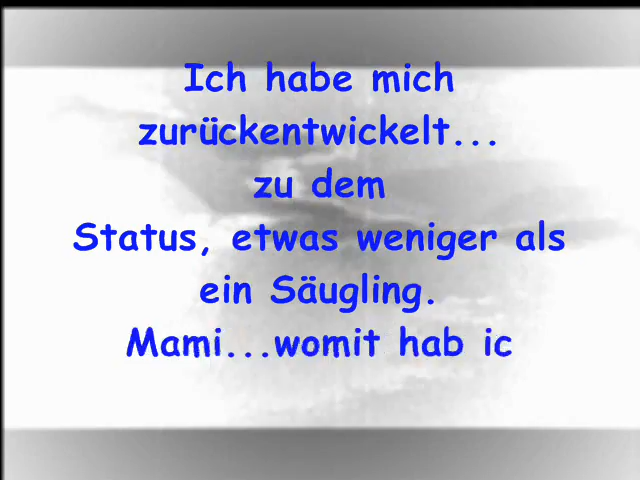 Ich habe mich
zurückentwickelt...
zu dem
Status, etwas weniger als
ein Säugling.
Mami...womit hab ic